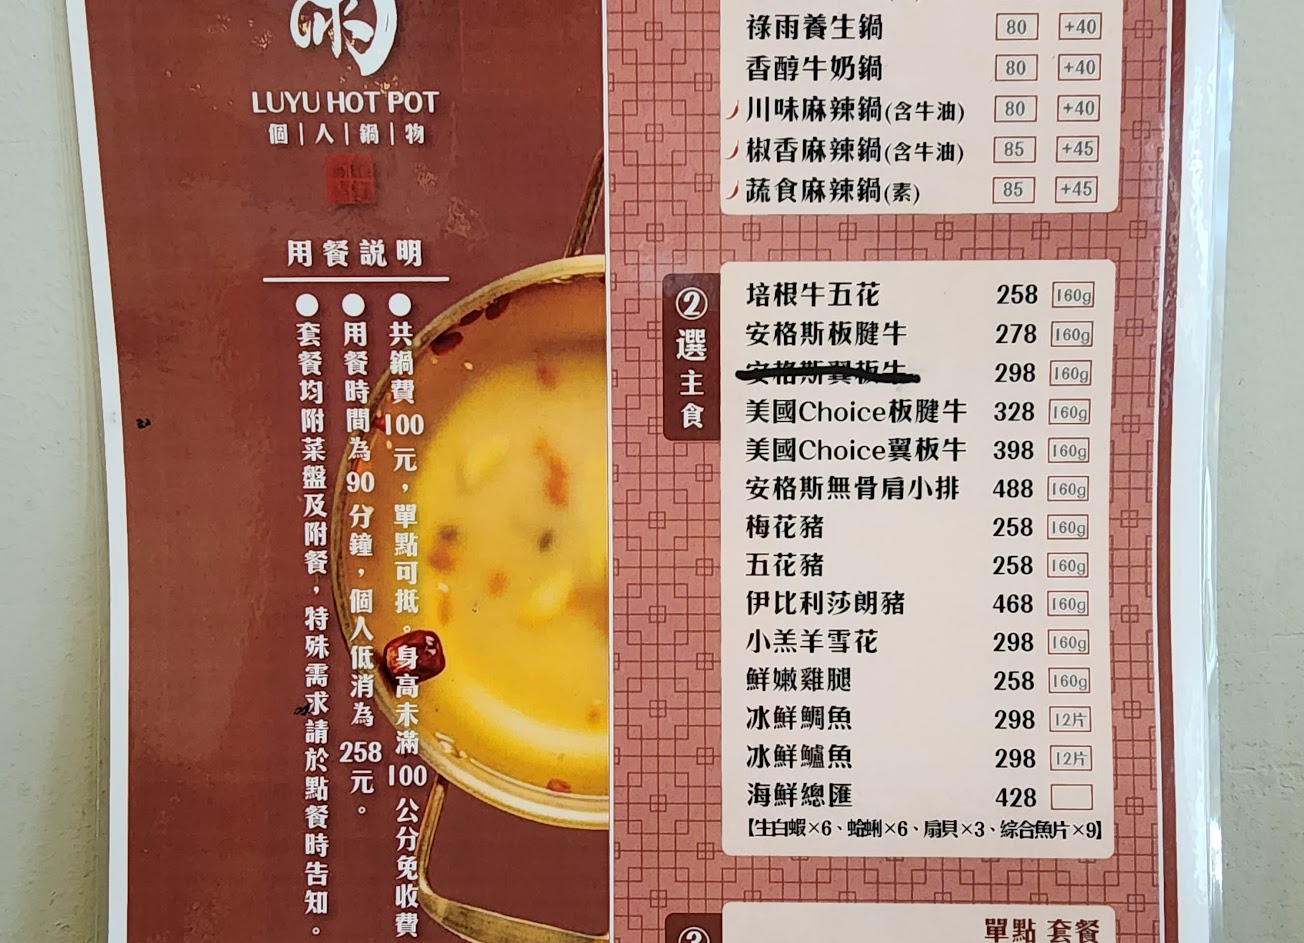 雨
LUYU HOT POT
個|人|鍋|物
用餐説明
●共鍋費100元，單點可抵。身高未滿100公分免收費
●用餐時間為90分鐘，個人低消為258元。
●套餐均附菜盤及附餐，特殊需求請於點餐時告知。
祿雨養生鍋 80 +40
香醇牛奶鍋 80 +40
川味麻辣鍋(含牛油) 80 +40
椒香麻辣鍋(含牛油) 85 +45
蔬食麻辣鍋(素) 85 +45
②選主食
培根牛五花 258 160g
安格斯板腱牛 278 160g
安格斯翼板牛 298 160g
美國Choice板腱牛 328 160g
美國Choice翼板牛 398 160g
安格斯無骨肩小排 488 160g
梅花豬 258 160g
五花豬 258 160g
伊比利莎朗豬 468 160g
小羔羊雪花 298 160g
鮮嫩雞腿 258 160g
冰鮮鯛魚 298 12片
冰鮮鱸魚 298 12片
海鮮總匯 428
【生白蝦×6、蛤蜊×6、扇貝×3、綜合魚片×9】
③
單點 套餐